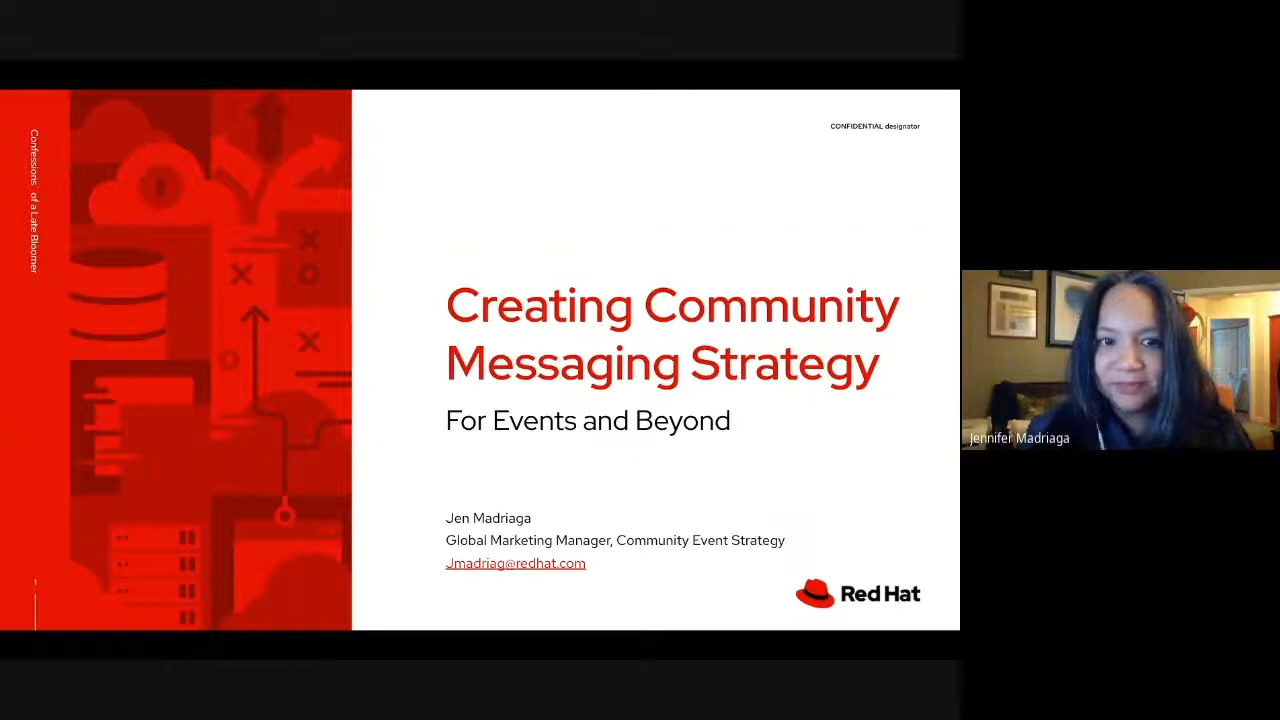 Confessions of a Late Bloomer
1
CONFIDENTIAL designator
Creating Community
Messaging Strategy
For Events and Beyond
Jen Madriaga
Global Marketing Manager, Community Event Strategy
Jmadriag@redhat.com
Red Hat
Jennifer Madriaga